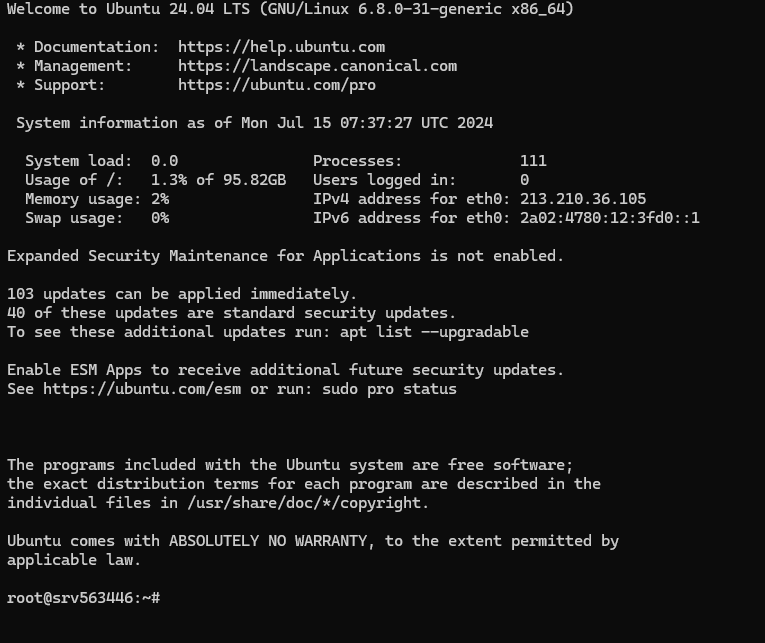 Welcome to Ubuntu 24.04 LTS (GNU/Linux 6.8.0-31-generic x86_64)

 * Documentation:  https://help.ubuntu.com
 * Management:     https://landscape.canonical.com
 * Support:        https://ubuntu.com/pro

 System information as of Mon Jul 15 07:37:27 UTC 2024

  System load:  0.0               Processes:             111
  Usage of /:   1.3% of 95.82GB   Users logged in:       0
  Memory usage: 2%                IPv4 address for eth0: 213.210.36.105
  Swap usage:   0%                IPv6 address for eth0: 2a02:4780:12:3fd0::1

Expanded Security Maintenance for Applications is not enabled.

103 updates can be applied immediately.
40 of these updates are standard security updates.
To see these additional updates run: apt list --upgradable

Enable ESM Apps to receive additional future security updates.
See https://ubuntu.com/esm or run: sudo pro status

The programs included with the Ubuntu system are free software;
the exact distribution terms for each program are described in the
individual files in /usr/share/doc/*/copyright.

Ubuntu comes with ABSOLUTELY NO WARRANTY, to the extent permitted by
applicable law.

root@srv563446:~#